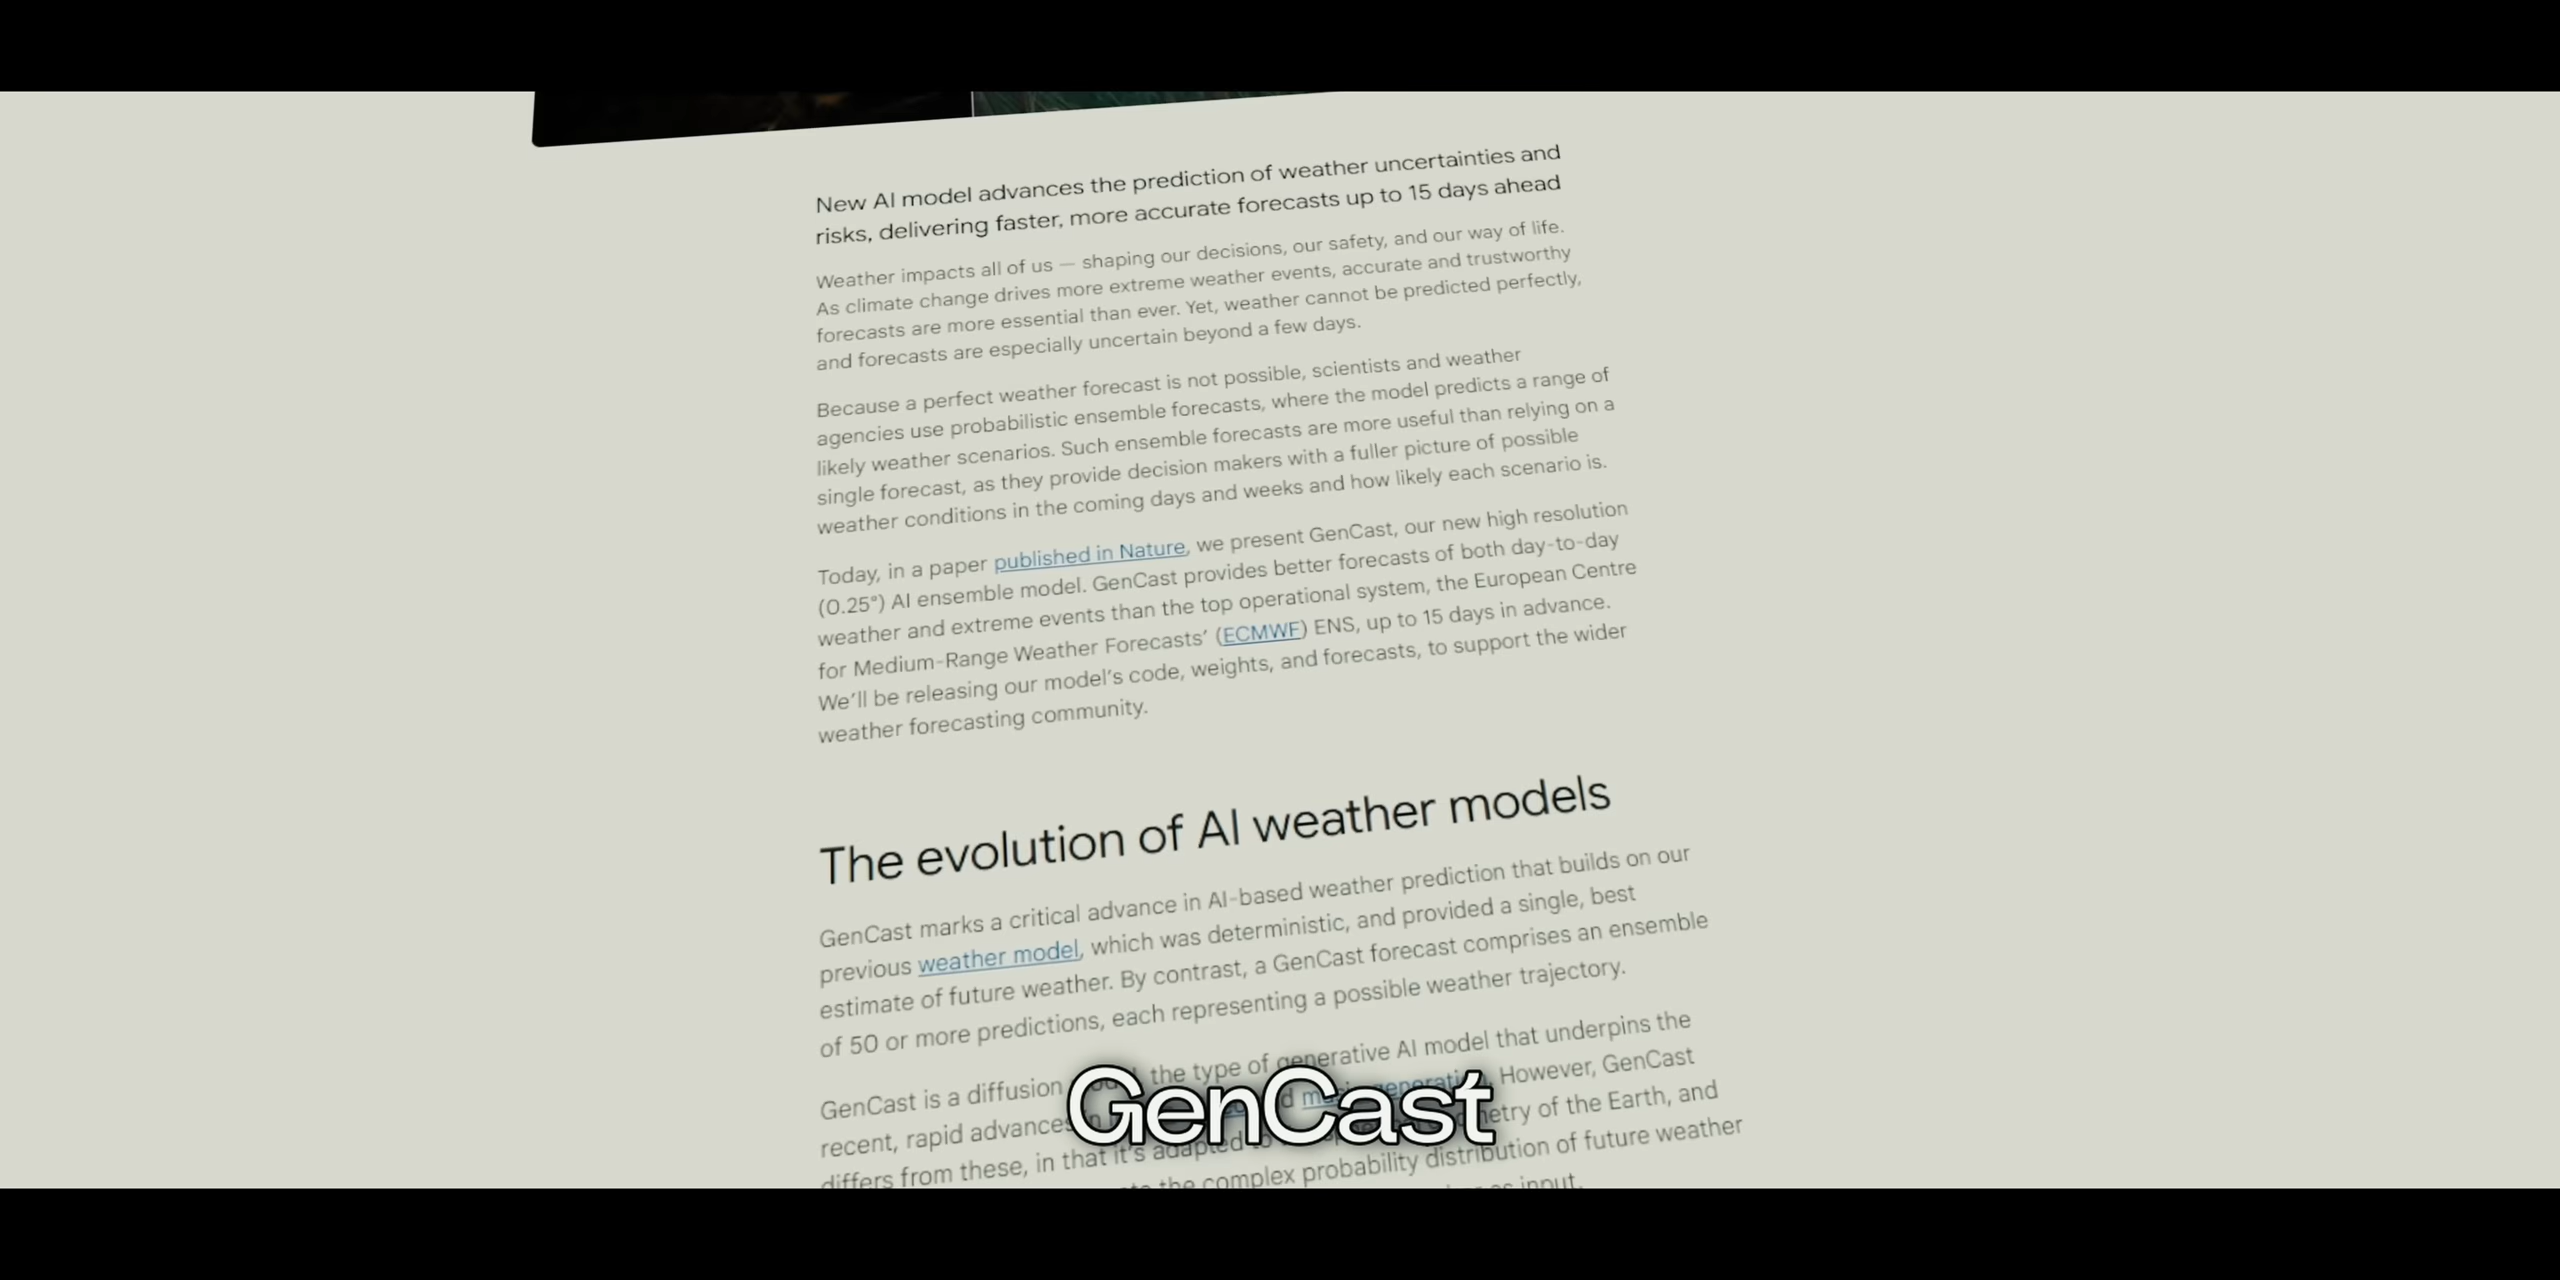 New AI model advances the prediction of weather uncertainties and
risks, delivering faster, more accurate forecasts up to 15 days ahead
Weather impacts all of us — shaping our decisions, our safety, and our way of life.
As climate change drives more extreme weather events, accurate and trustworthy
forecasts are more essential than ever. Yet, weather cannot be predicted perfectly,
and forecasts are especially uncertain beyond a few days.
Because a perfect weather forecast is not possible, scientists and weather
agencies use probabilistic ensemble forecasts, where the model predicts a range of
likely weather scenarios. Such ensemble forecasts are more useful than relying on a
single forecast, as they provide decision makers with a fuller picture of possible
weather conditions in the coming days and weeks and how likely each scenario is.
Today, in a paper published in Nature, we present GenCast, our new high resolution
(0.25°) AI ensemble model. GenCast provides better forecasts of both day-to-day
weather and extreme events than the top operational system, the European Centre
for Medium-Range Weather Forecasts’ (ECMWF) ENS, up to 15 days in advance.
We’ll be releasing our model’s code, weights, and forecasts, to support the wider
weather forecasting community.
The evolution of AI weather models
GenCast marks a critical advance in AI-based weather prediction that builds on our
previous weather model, which was deterministic, and provided a single, best
estimate of future weather. By contrast, a GenCast forecast comprises an ensemble
of 50 or more predictions, each representing a possible weather trajectory.
GenCast is a diffusion the type of generative AI model that underpins the
recent, rapid advances generation. However, GenCast
differs from these, in that it’s adapted to geometry of the Earth, and
the complex probability distribution of future weather
as input.
GenCast